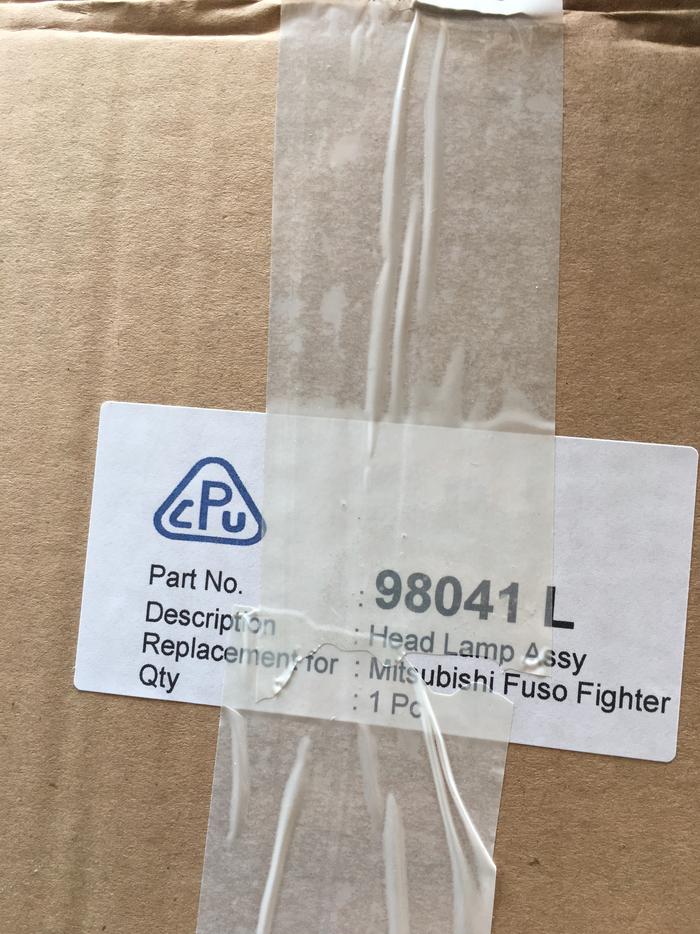 CPU
Part No. : 98041 L
Description : Head Lamp Assy
Replacement for : Mitsubishi Fuso Fighter
Qty : 1 Pc